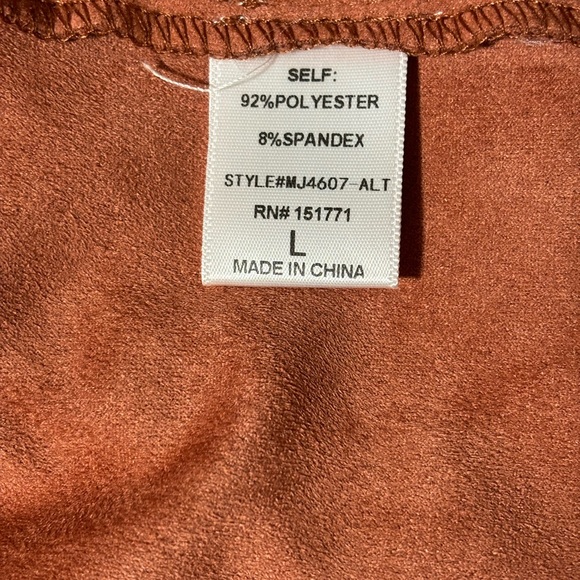 SELF:
92%POLYESTER
8%SPANDEX
STYLE#MJ4607-ALT
RN# 151771
L
MADE IN CHINA